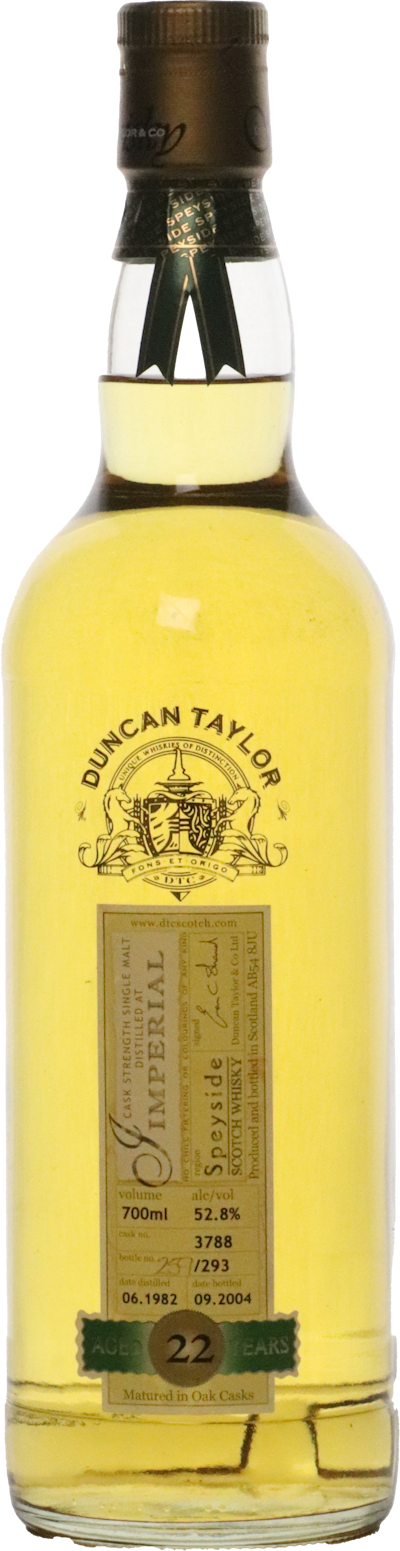 OR & CO
SPEYSIDE
DUNCAN TAYLOR
UNIQUE WHISKIES OF DISTINCTION
FONS ET ORIGO
DTC
www.dtcscotch.com
CASK STRENGTH SINGLE MALT
DISTILLED AT
IMPERIAL
NO CHILL FILTERING OR COLOURINGS OF ANY KIND
region
Speyside
SCOTCH WHISKY
signed
Duncan Taylor & Co Ltd
Produced and bottled in Scotland AB54 8JU
volume alc/vol
700ml 52.8%
cask no.
3788
bottle no. /293
date distilled date bottled
06.1982 09.2004
AGED 22 YEARS
Matured in Oak Casks